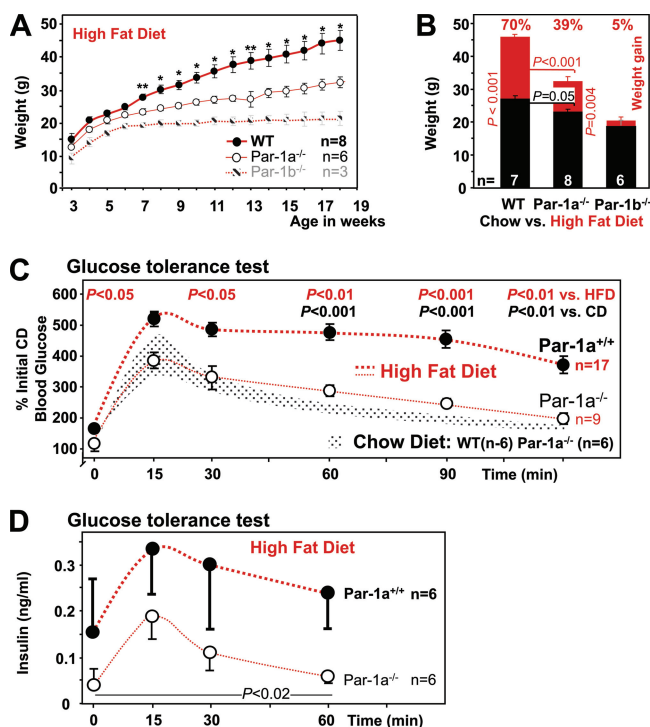 A
High Fat Diet
Weight (g)
50
40
30
20
10
0
** * * * * * ** * * * * *
WT n=8
Par-1a-/- n=6
Par-1b-/- n=3
3 5 7 9 11 13 15 17 19
Age in weeks
B
Weight (g)
50
40
30
20
10
0
70% 39% 5%
P < 0.001
P<0.001
P=0.05
P=0.004
Weight gain
n= 7 8 6
WT Par-1a-/- Par-1b-/-
Chow vs. High Fat Diet
C
Glucose tolerance test
% Initial CD
Blood Glucose
600
500
400
300
200
100
P<0.05 P<0.05 P<0.01 P<0.001 P<0.01 vs. HFD
P<0.001 P<0.001 P<0.01 vs. CD
Par-1a+/+
n=17
High Fat Diet
Par-1a-/-
n=9
Chow Diet: WT(n-6) Par-1a-/- (n=6)
0 15 30 60 90 Time (min)
D
Glucose tolerance test
High Fat Diet
Insulin (ng/ml)
0.3
0.2
0.1
0
Par-1a+/+ n=6
Par-1a-/- n=6
P<0.02
0 15 30 60 Time (min)